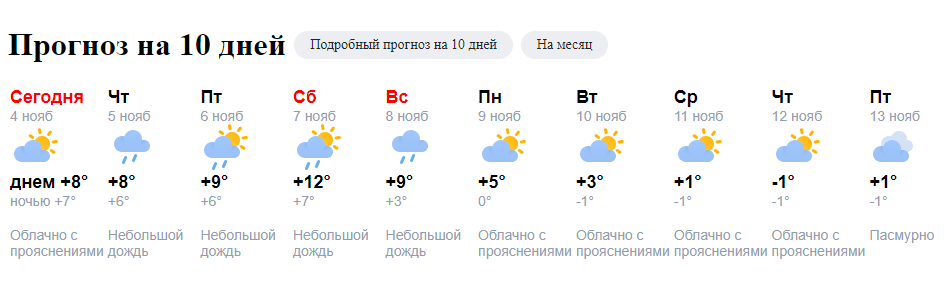 Прогноз на 10 дней Подробный прогноз на 10 дней На месяц
Сегодня Чт Пт Сб Вс Пн Вт Ср Чт Пт
4 нояб 5 нояб 6 нояб 7 нояб 8 нояб 9 нояб 10 нояб 11 нояб 12 нояб 13 нояб
днем +8° +8° +9° +12° +9° +5° +3° +1° -1° +1°
ночью +7° +6° +6° +7° +3° 0° -1° -1° -1° -1°
Облачно с Небольшой Небольшой Небольшой Небольшой Облачно с Облачно с Облачно с Облачно с Пасмурно
прояснениями дождь дождь дождь дождь прояснениями прояснениями прояснениями прояснениями